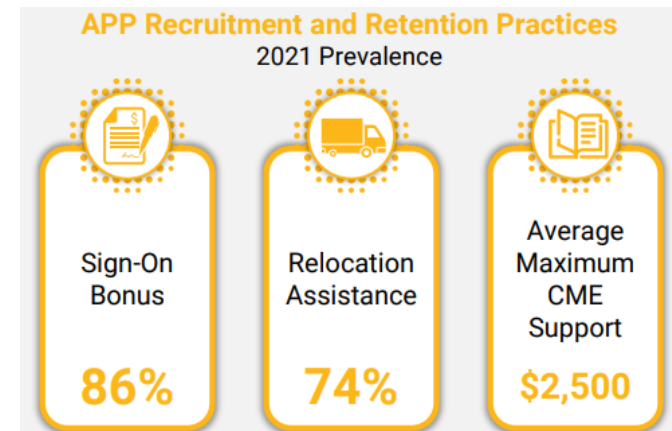 APP Recruitment and Retention Practices
2021 Prevalence
$
Sign-On
Bonus
86%
Relocation
Assistance
74%
Average
Maximum
CME
Support
$2,500